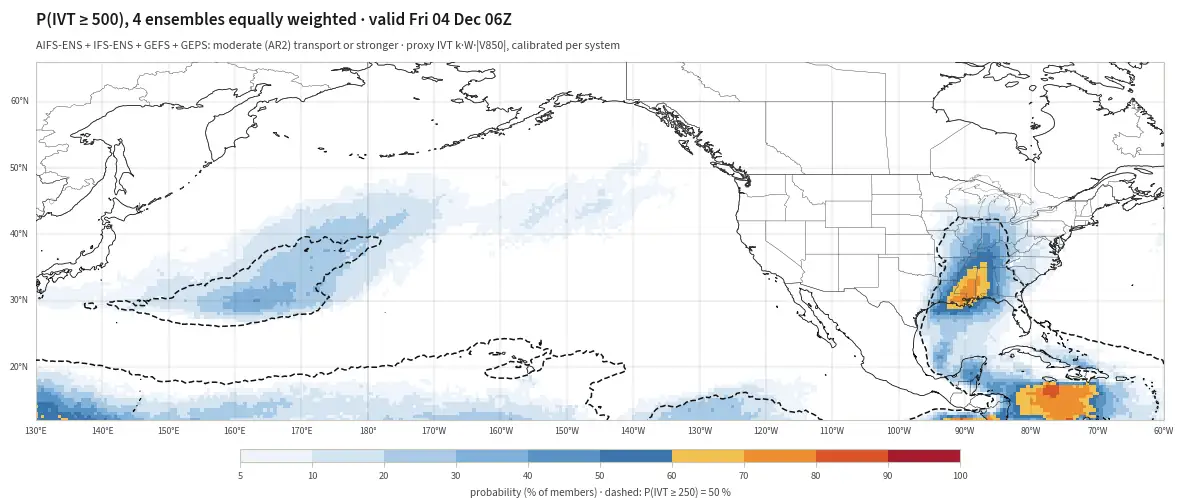 P(IVT ≥ 500), 4 ensembles equally weighted · valid Fri 04 Dec 06Z
AIFS-ENS + IFS-ENS + GEFS + GEPS: moderate (AR2) transport or stronger · proxy IVT k·W·|V850|, calibrated per system
60°N
50°N
40°N
30°N
20°N
130°E 140°E 150°E 160°E 170°E 180° 170°W 160°W 150°W 140°W 130°W 120°W 110°W 100°W 90°W 80°W 70°W 60°W
5 10 20 30 40 50 60 70 80 90 100
probability (% of members) · dashed: P(IVT ≥ 250) = 50 %